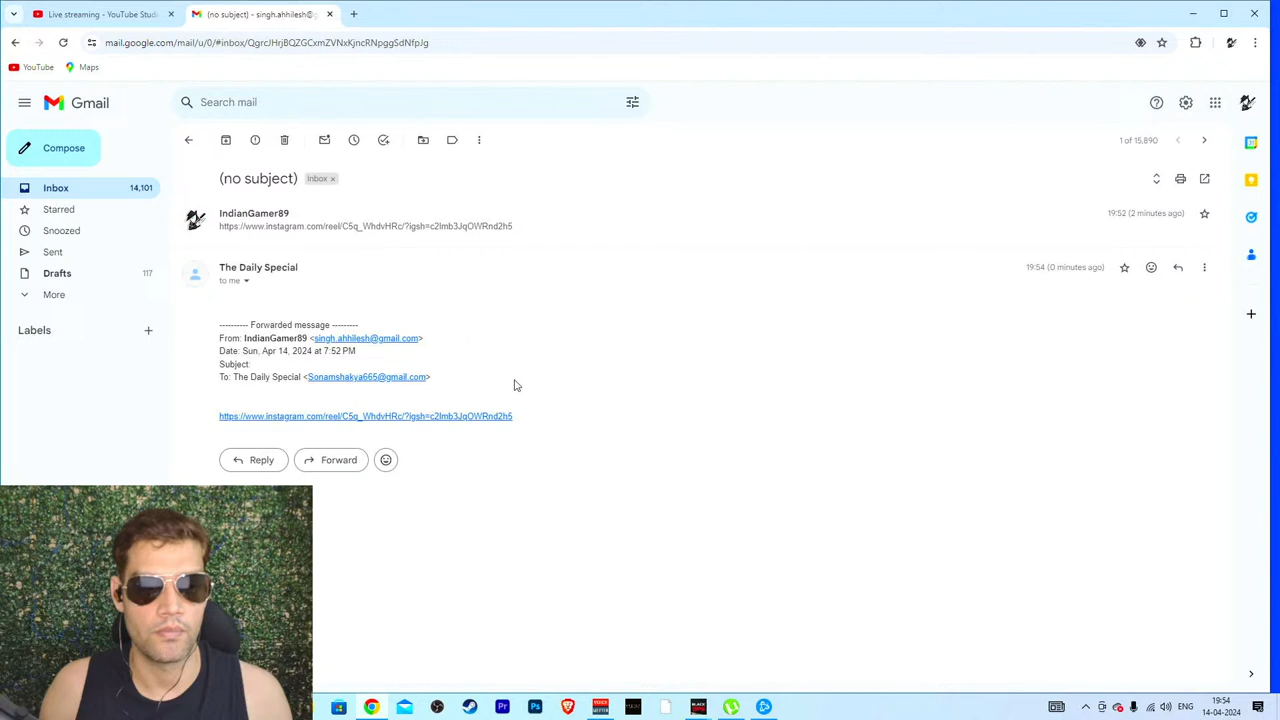 Live streaming - YouTube Stud
(no subject) - singh.ahhilesh@g
mail.google.com/mail/u/0/#inbox/QgrcJHrjBQZGCxmZVNxKjncRNpggSdNfpJg
YouTube
Maps
Gmail
Search mail
Compose
1 of 15,890
Inbox 14,101
(no subject) Inbox ×
Starred
IndianGamer89
19:52 (2 minutes ago)
https://www.instagram.com/reel/C5q_WhdvHRc/?igsh=c2lmb3JqOWRnd2h5
Snoozed
Sent
Drafts 117
More
The Daily Special
19:54 (0 minutes ago)
to me
Labels
---------- Forwarded message ---------
From: IndianGamer89 <singh.ahhilesh@gmail.com>
Date: Sun, Apr 14, 2024 at 7:52 PM
Subject:
To: The Daily Special <Sonamshakya665@gmail.com>
https://www.instagram.com/reel/C5q_WhdvHRc/?igsh=c2lmb3JqOWRnd2h5
Reply
Forward
ENG
19:54
14-04-2024